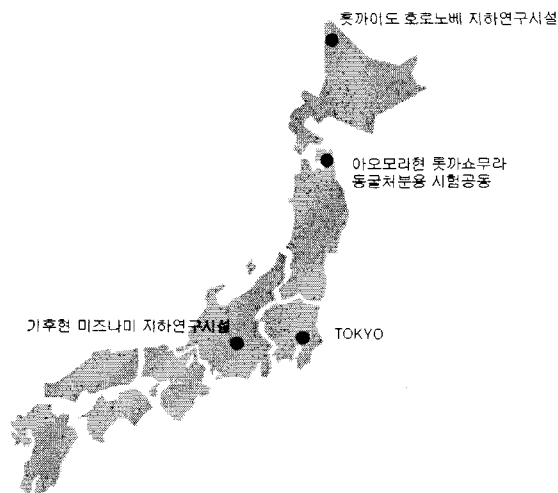 홋까이도 호로노베 지하연구시설
아오모리현 롯까쇼무라
동굴처분용 시험공동
기후현 미즈나미 지하연구시설
TOKYO